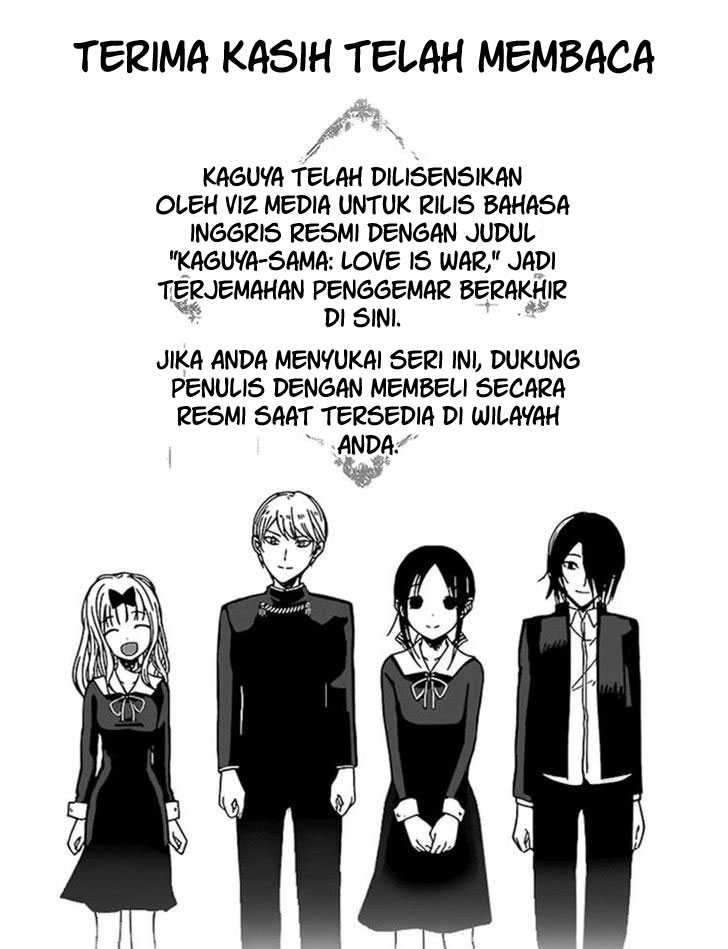 TERIMA KASIH TELAH MEMBACA
KAGUYA TELAH DILISENSIKAN
OLEH VIZ MEDIA UNTUK RILIS BAHASA
INGGRIS RESMI DENGAN JUDUL
"KAGUYA-SAMA: LOVE IS WAR," JADI
TERJEMAHAN PENGGEMAR BERAKHIR
DI SINI.
JIKA ANDA MENYUKAI SERI INI, DUKUNG
PENULIS DENGAN MEMBELI SECARA
RESMI SAAT TERSEDIA DI WILAYAH
ANDA.